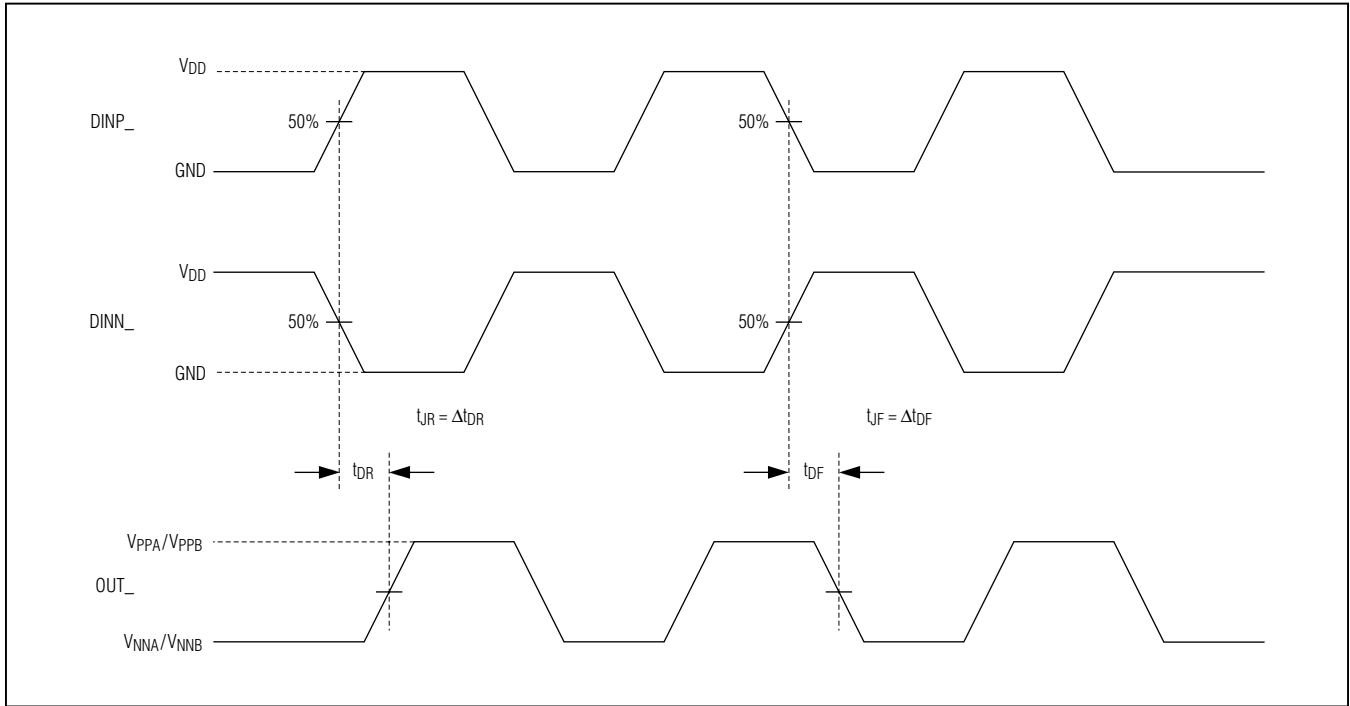 VDD
DINP_
50%
50%
GND
VDD
DINN_
50%
50%
GND
tJR = ΔtDR
tJF = ΔtDF
tDR
tDF
VPPA/VPPB
OUT_
VNNA/VNNB